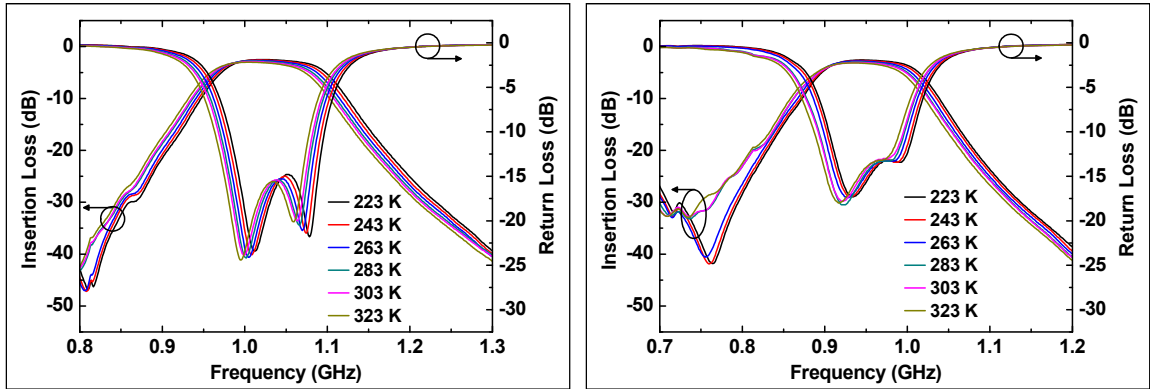 0
-10
-20
-30
-40
-50
Insertion Loss (dB)
0
-5
-10
-15
-20
-25
-30
Return Loss (dB)
223 K
243 K
263 K
283 K
303 K
323 K
0.8 0.9 1.0 1.1 1.2 1.3
Frequency (GHz)
0
-10
-20
-30
-40
-50
Insertion Loss (dB)
0
-5
-10
-15
-20
-25
-30
Return Loss (dB)
223 K
243 K
263 K
283 K
303 K
323 K
0.7 0.8 0.9 1.0 1.1 1.2
Frequency (GHz)